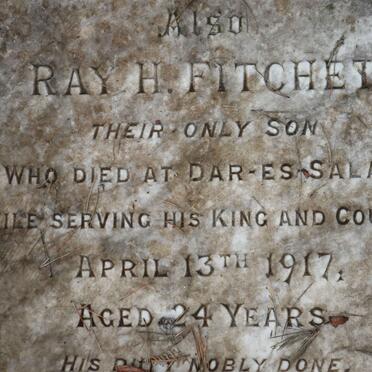 Also
RAY H. FITCHET
THEIR ONLY SON
WHO DIED AT DAR-ES-SALA
ILE SERVING HIS KING AND COU
APRIL 13TH 1917,
AGED 24 YEARS
HIS DUTY NOBLY DONE.